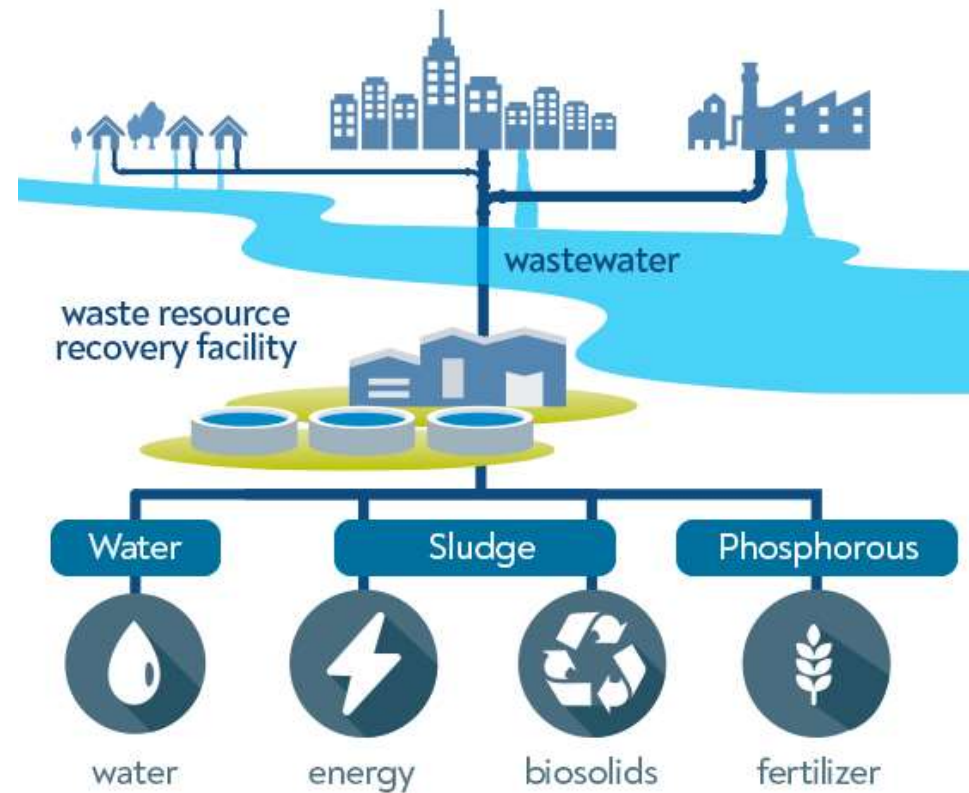 wastewater
waste resource
recovery facility
Water
Sludge
Phosphorous
water
energy
biosolids
fertilizer